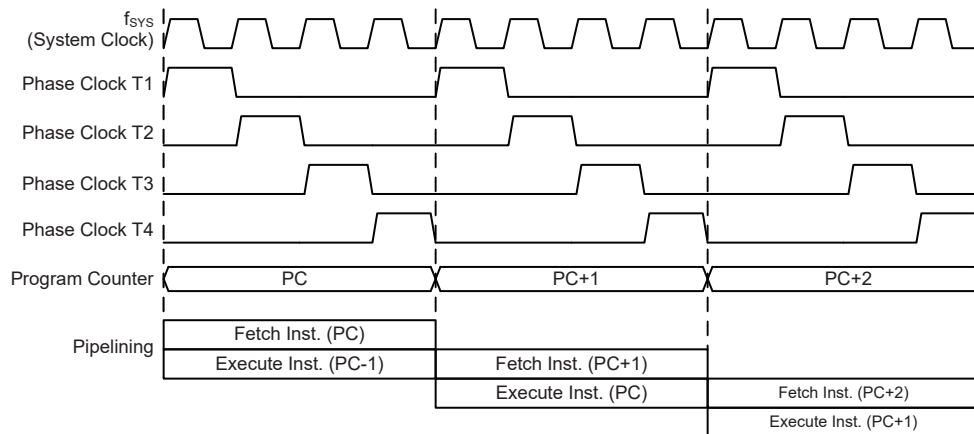 fSYS
(System Clock)
Phase Clock T1
Phase Clock T2
Phase Clock T3
Phase Clock T4
Program Counter
PC
PC+1
PC+2
Pipelining
Fetch Inst. (PC)
Execute Inst. (PC-1)
Fetch Inst. (PC+1)
Execute Inst. (PC)
Fetch Inst. (PC+2)
Execute Inst. (PC+1)